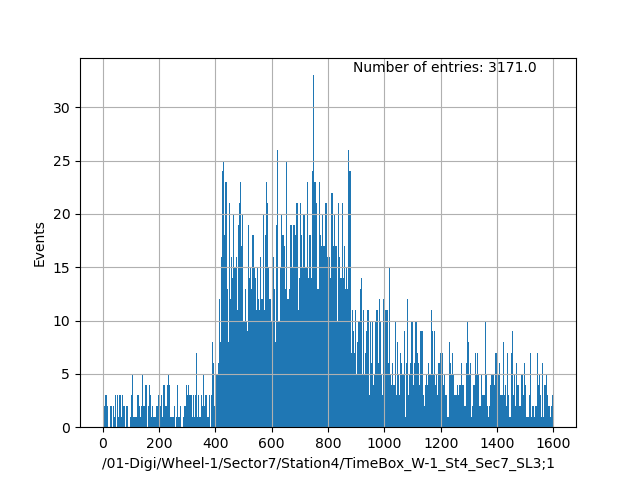 Number of entries: 3171.0
Events
30
25
20
15
10
5
0
0 200 400 600 800 1000 1200 1400 1600
/01-Digi/Wheel-1/Sector7/Station4/TimeBox_W-1_St4_Sec7_SL3;1